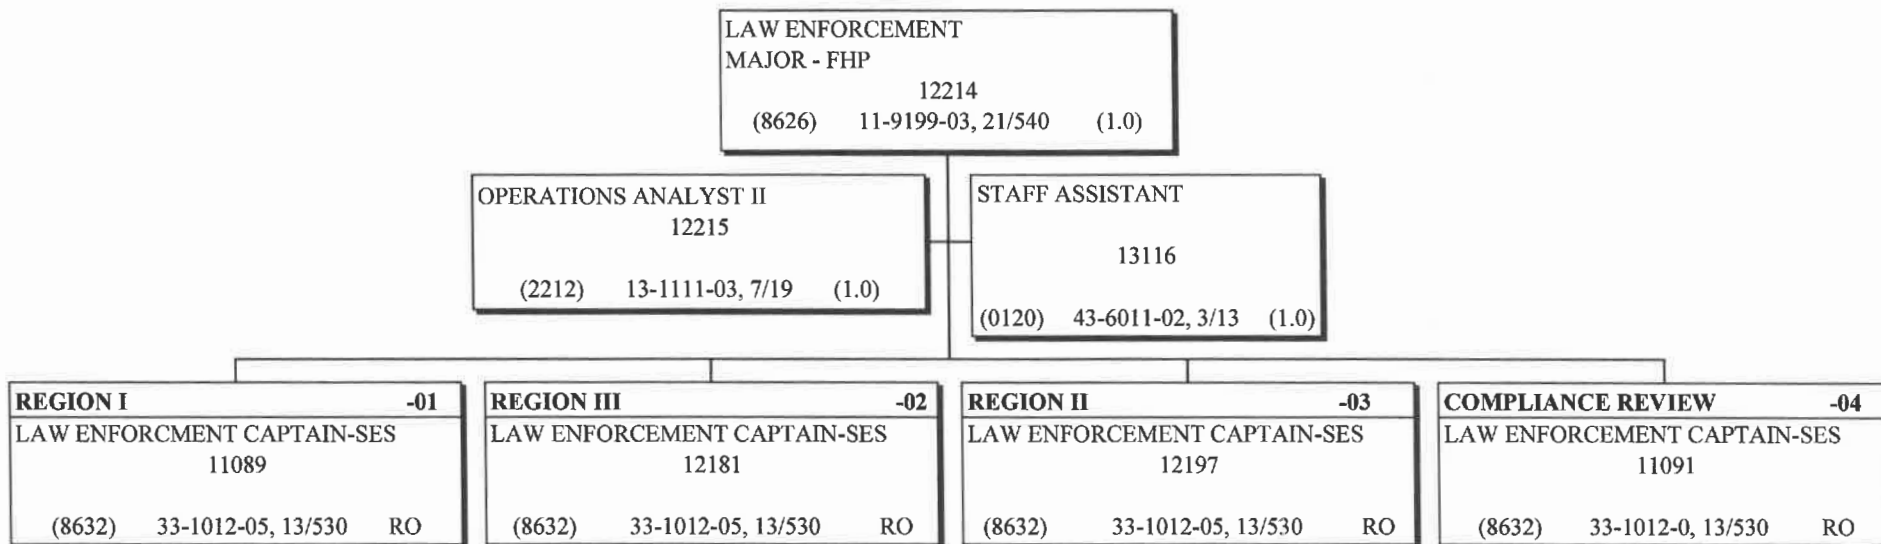 LAW ENFORCEMENT
MAJOR - FHP
12214
(8626) 11-9199-03, 21/540 (1.0)
OPERATIONS ANALYST II
12215
(2212) 13-1111-03, 7/19 (1.0)
STAFF ASSISTANT
13116
(0120) 43-6011-02, 3/13 (1.0)
REGION I -01
LAW ENFORCMENT CAPTAIN-SES
11089
(8632) 33-1012-05, 13/530 RO
REGION III -02
LAW ENFORCEMENT CAPTAIN-SES
12181
(8632) 33-1012-05, 13/530 RO
REGION II -03
LAW ENFORCEMENT CAPTAIN-SES
12197
(8632) 33-1012-05, 13/530 RO
COMPLIANCE REVIEW -04
LAW ENFORCEMENT CAPTAIN-SES
11091
(8632) 33-1012-0, 13/530 RO